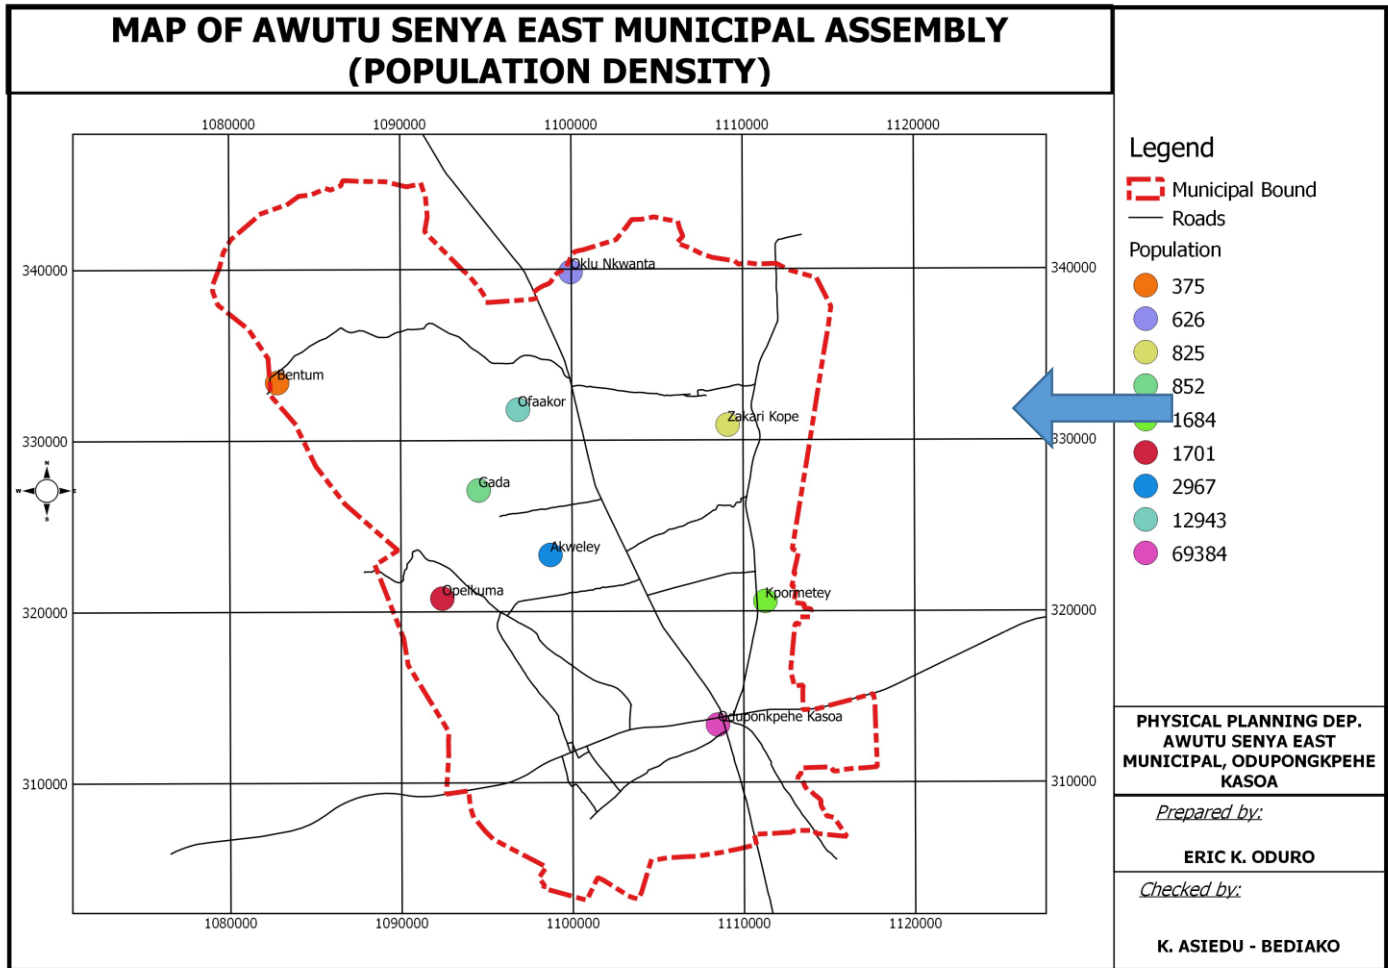 MAP OF AWUTU SENYA EAST MUNICIPAL ASSEMBLY
(POPULATION DENSITY)
1080000 1090000 1100000 1110000 1120000
340000 340000
330000 330000
320000 320000
310000 310000
1080000 1090000 1100000 1110000 1120000
Oklu Nkwanta
Bentum
Ofaakor
Zakari Kope
Gada
Akweley
Opeikuma
Kpormetey
Oduponkpehe Kasoa
N
W E
S
Legend
Municipal Bound
Roads
Population
375
626
825
852
1684
1701
2967
12943
69384
PHYSICAL PLANNING DEP.
AWUTU SENYA EAST
MUNICIPAL, ODUPONGKPEHE
KASOA
Prepared by:
ERIC K. ODURO
Checked by:
K. ASIEDU - BEDIAKO